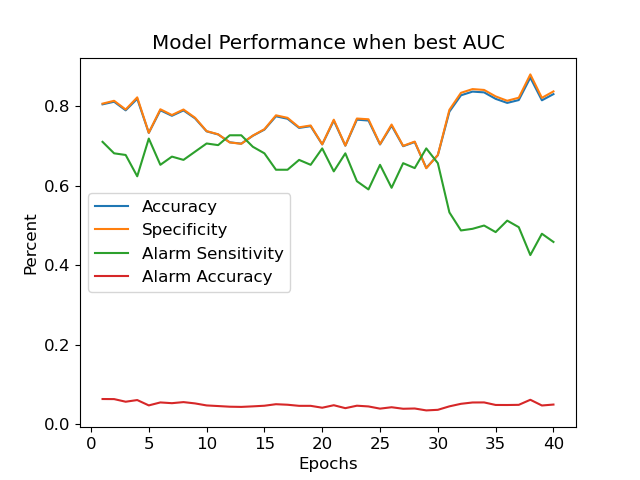 Model Performance when best AUC
0.8
0.6
0.4
0.2
0.0
Percent
Accuracy
Specificity
Alarm Sensitivity
Alarm Accuracy
0 5 10 15 20 25 30 35 40
Epochs